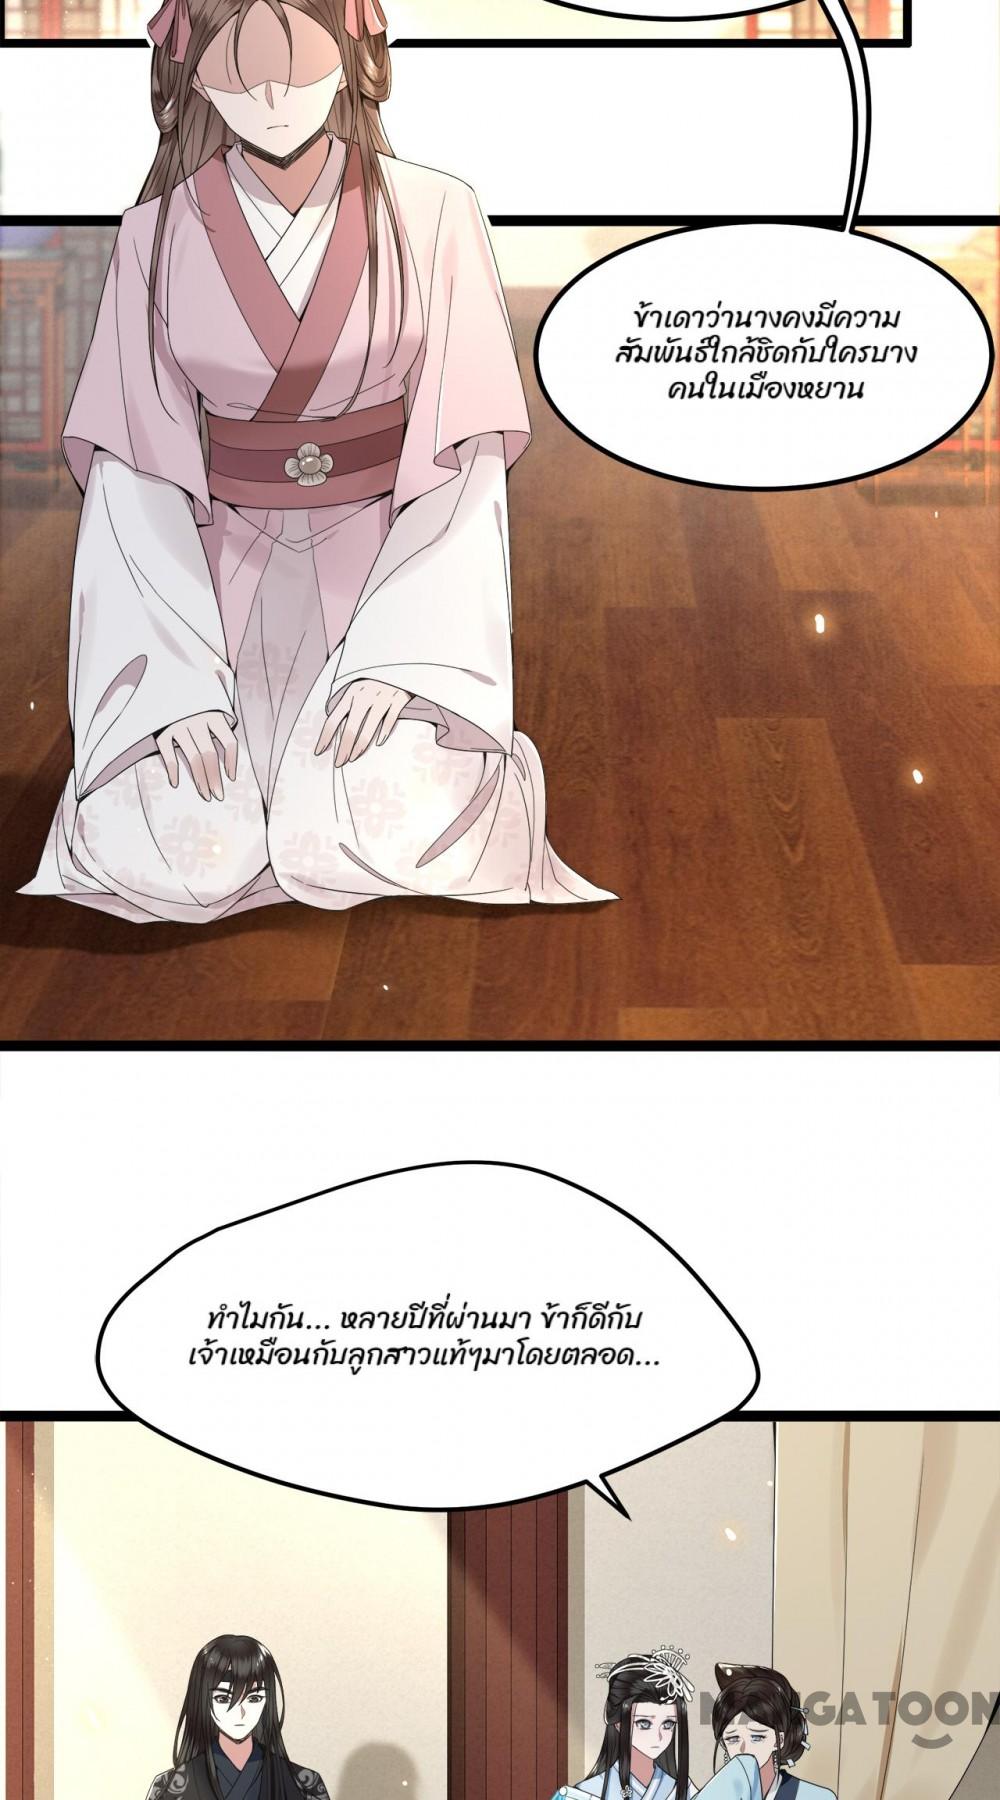 ข้าเดาว่านางคงมีความ
สัมพันธ์ใกล้ชิดกับใครบาง
คนในเมืองหยาน
ทำไมกัน... หลายปีที่ผ่านมา ข้าก็ดีกับ
เจ้าเหมือนกับลูกสาวแท้ๆมาโดยตลอด...
MANGATOON